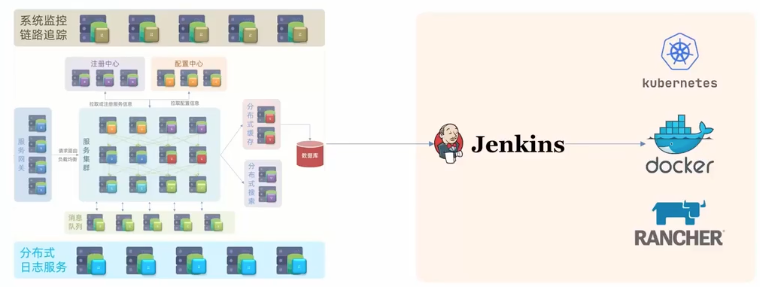 系统监控
链路追踪
注册中心
配置中心
拉取或注册服务信息
拉取配置信息
服务网关
请求路由
负载均衡
服务集群
分布式缓存
数据库
分布式搜索
消息
队列
分布式
日志服务
Jenkins
kubernetes
docker
RANCHER